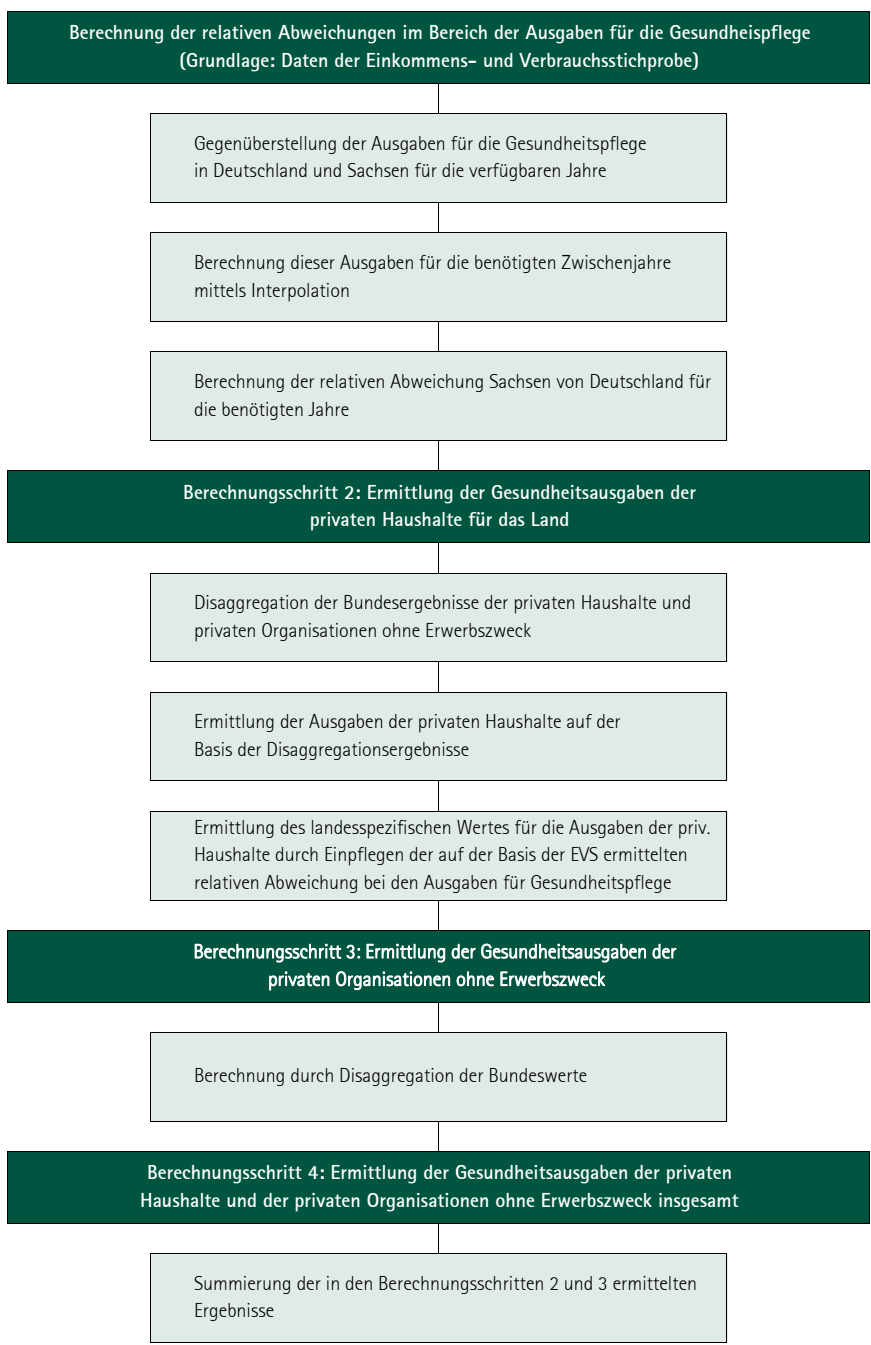 Berechnung der relativen Abweichungen im Bereich der Ausgaben für die Gesundheispflege
(Grundlage: Daten der Einkommens- und Verbrauchsstichprobe)
Gegenüberstellung der Ausgaben für die Gesundheitspflege
in Deutschland und Sachsen für die verfügbaren Jahre
Berechnung dieser Ausgaben für die benötigten Zwischenjahre
mittels Interpolation
Berechnung der relativen Abweichung Sachsen von Deutschland für
die benötigten Jahre
Berechnungsschritt 2: Ermittlung der Gesundheitsausgaben der
privaten Haushalte für das Land
Disaggregation der Bundesergebnisse der privaten Haushalte und
privaten Organisationen ohne Erwerbszweck
Ermittlung der Ausgaben der privaten Haushalte auf der
Basis der Disaggregationsergebnisse
Ermittlung des landesspezifischen Wertes für die Ausgaben der priv.
Haushalte durch Einpflegen der auf der Basis der EVS ermittelten
relativen Abweichung bei den Ausgaben für Gesundheitspflege
Berechnungsschritt 3: Ermittlung der Gesundheitsausgaben der
privaten Organisationen ohne Erwerbszweck
Berechnung durch Disaggregation der Bundeswerte
Berechnungsschritt 4: Ermittlung der Gesundheitsausgaben der privaten
Haushalte und der privaten Organisationen ohne Erwerbszweck insgesamt
Summierung der in den Berechnungsschritten 2 und 3 ermittelten
Ergebnisse